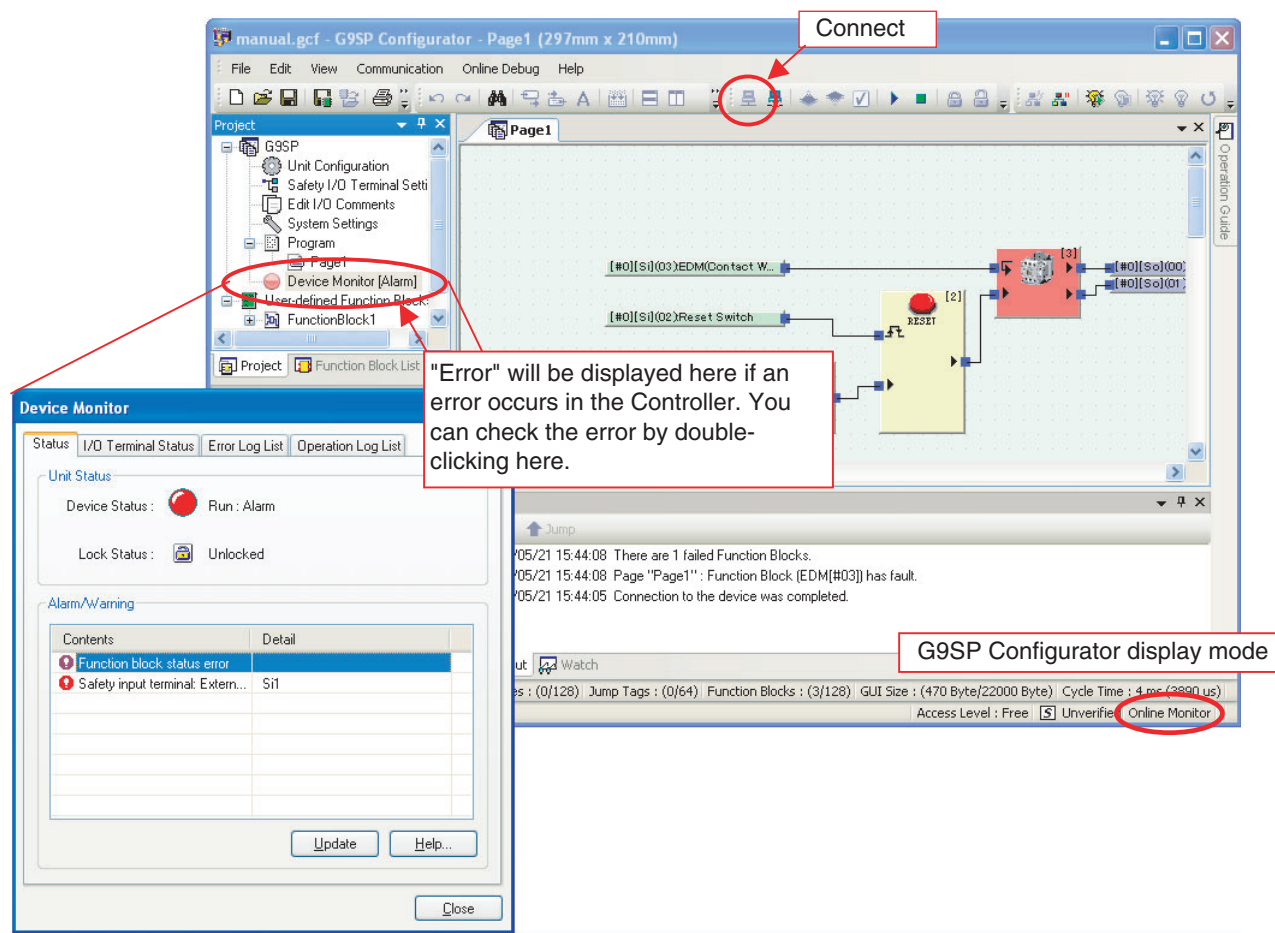 Connect
manual.gcf - G9SP Configurator - Page1 (297mm x 210mm)
File Edit View Communication Online Debug Help
Project
Page1
G9SP
Unit Configuration
Safety I/O Terminal Setti
Edit I/O Comments
System Settings
Program
Page1
Device Monitor [Alarm]
User-defined Function Block:
FunctionBlock1
Project Function Block List
Operation Guide
[#0][Si](03):EDM(Contact W...
[3]
[#0][So](00)
[#0][So](01)
[#0][Si](02):Reset Switch
[2]
RESET
"Error" will be displayed here if an
error occurs in the Controller. You
can check the error by double-
clicking here.
Device Monitor
Status I/O Terminal Status Error Log List Operation Log List
Unit Status
Device Status : Run : Alarm
Lock Status : Unlocked
Alarm/Warning
Contents Detail
Function block status error
Safety input terminal: Extern... Si1
Update Help...
Close
Jump
/05/21 15:44:08 There are 1 failed Function Blocks.
/05/21 15:44:08 Page "Page1" : Function Block (EDM[#03]) has fault.
/05/21 15:44:05 Connection to the device was completed.
G9SP Configurator display mode
ut Watch
es : (0/128) Jump Tags : (0/64) Function Blocks : (3/128) GUI Size : (470 Byte/22000 Byte) Cycle Time : 4 ms (3890 us)
Access Level : Free S Unverifie Online Monitor